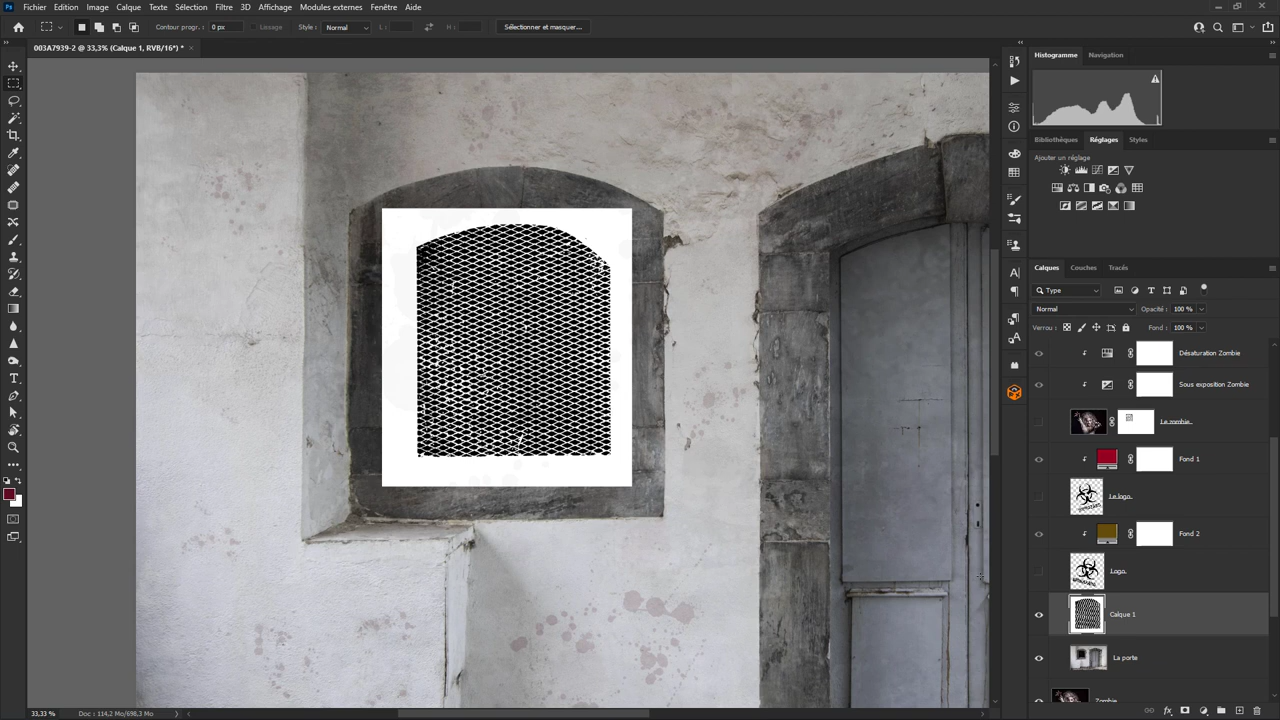 Ps Fichier Edition Image Calque Texte Sélection Filtre 3D Affichage Modules externes Fenêtre Aide
Contour progr. : 0 px Lissage Style : Normal L : H : Sélectionner et masquer...
003A7939-2 @ 33,3% (Calque 1, RVB/16*) * ×
Histogramme Navigation
Bibliothèques Réglages Styles
Ajouter un réglage
Calques Couches Tracés
Type
Normal Opacité : 100 %
Verrou : Fond : 100 %
Désaturation Zombie
Sous exposition Zombie
Le zombie
Fond 1
Le logo
Fond 2
Logo
Calque 1
La porte
Zombie
33,33 % Doc : 114,2 Mo/698,3 Mo